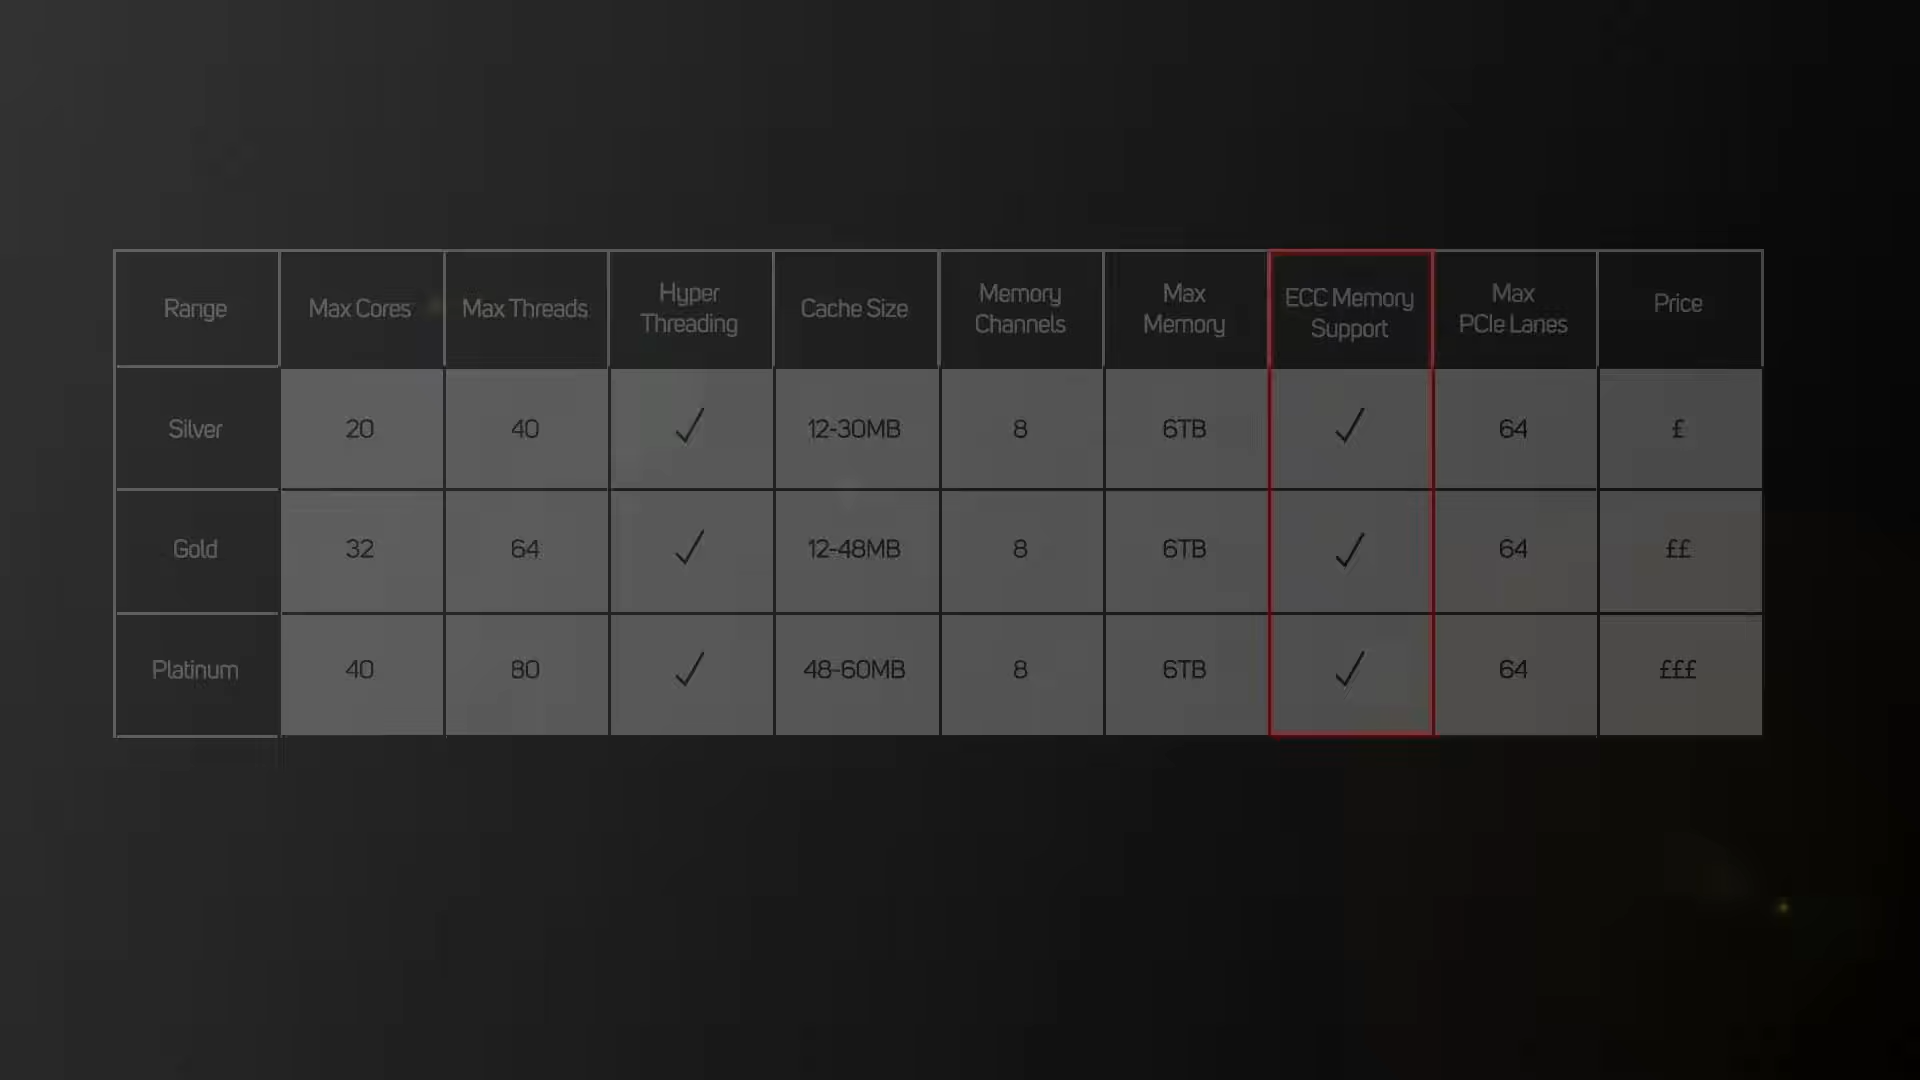 Range Max Cores Max Threads Hyper Threading Cache Size Memory Channels Max Memory ECC Memory Support Max PCIe Lanes Price
Silver 20 40 ✓ 12-30MB 8 6TB ✓ 64 £
Gold 32 64 ✓ 12-48MB 8 6TB ✓ 64 ££
Platinum 40 80 ✓ 48-60MB 8 6TB ✓ 64 £££